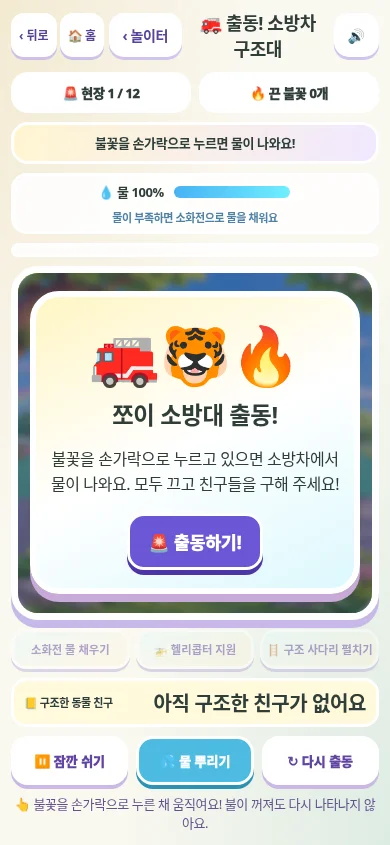 ‹ 뒤로
🏠 홈
‹ 놀이터
🚒 출동! 소방차
구조대
🔊
🚨 현장 1 / 12
🔥 끈 불꽃 0개
불꽃을 손가락으로 누르면 물이 나와요!
💧 물 100%
물이 부족하면 소화전으로 물을 채워요
쪼이 소방대 출동!
불꽃을 손가락으로 누르고 있으면 소방차에서
물이 나와요. 모두 끄고 친구들을 구해 주세요!
🚨 출동하기!
소화전 물 채우기
🚁 헬리콥터 지원
🪜 구조 사다리 펼치기
📒 구조한 동물 친구
아직 구조한 친구가 없어요
⏸️ 잠깐 쉬기
💦 물 뿌리기
↻ 다시 출동
👆 불꽃을 손가락으로 누른 채 움직여요! 불이 꺼져도 다시 나타나지 않
아요.